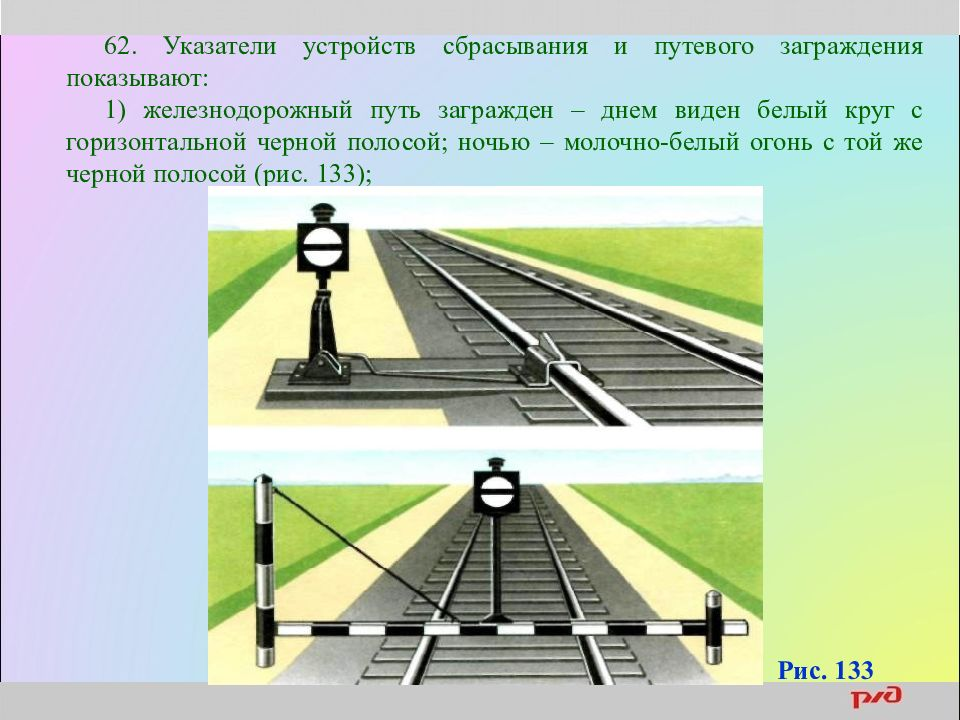 62. Указатели устройств сбрасывания и путевого заграждения
показывают:
1) железнодорожный путь загражден – днем виден белый круг с
горизонтальной черной полосой; ночью – молочно-белый огонь с той же
черной полосой (рис. 133);
Рис. 133
ржд